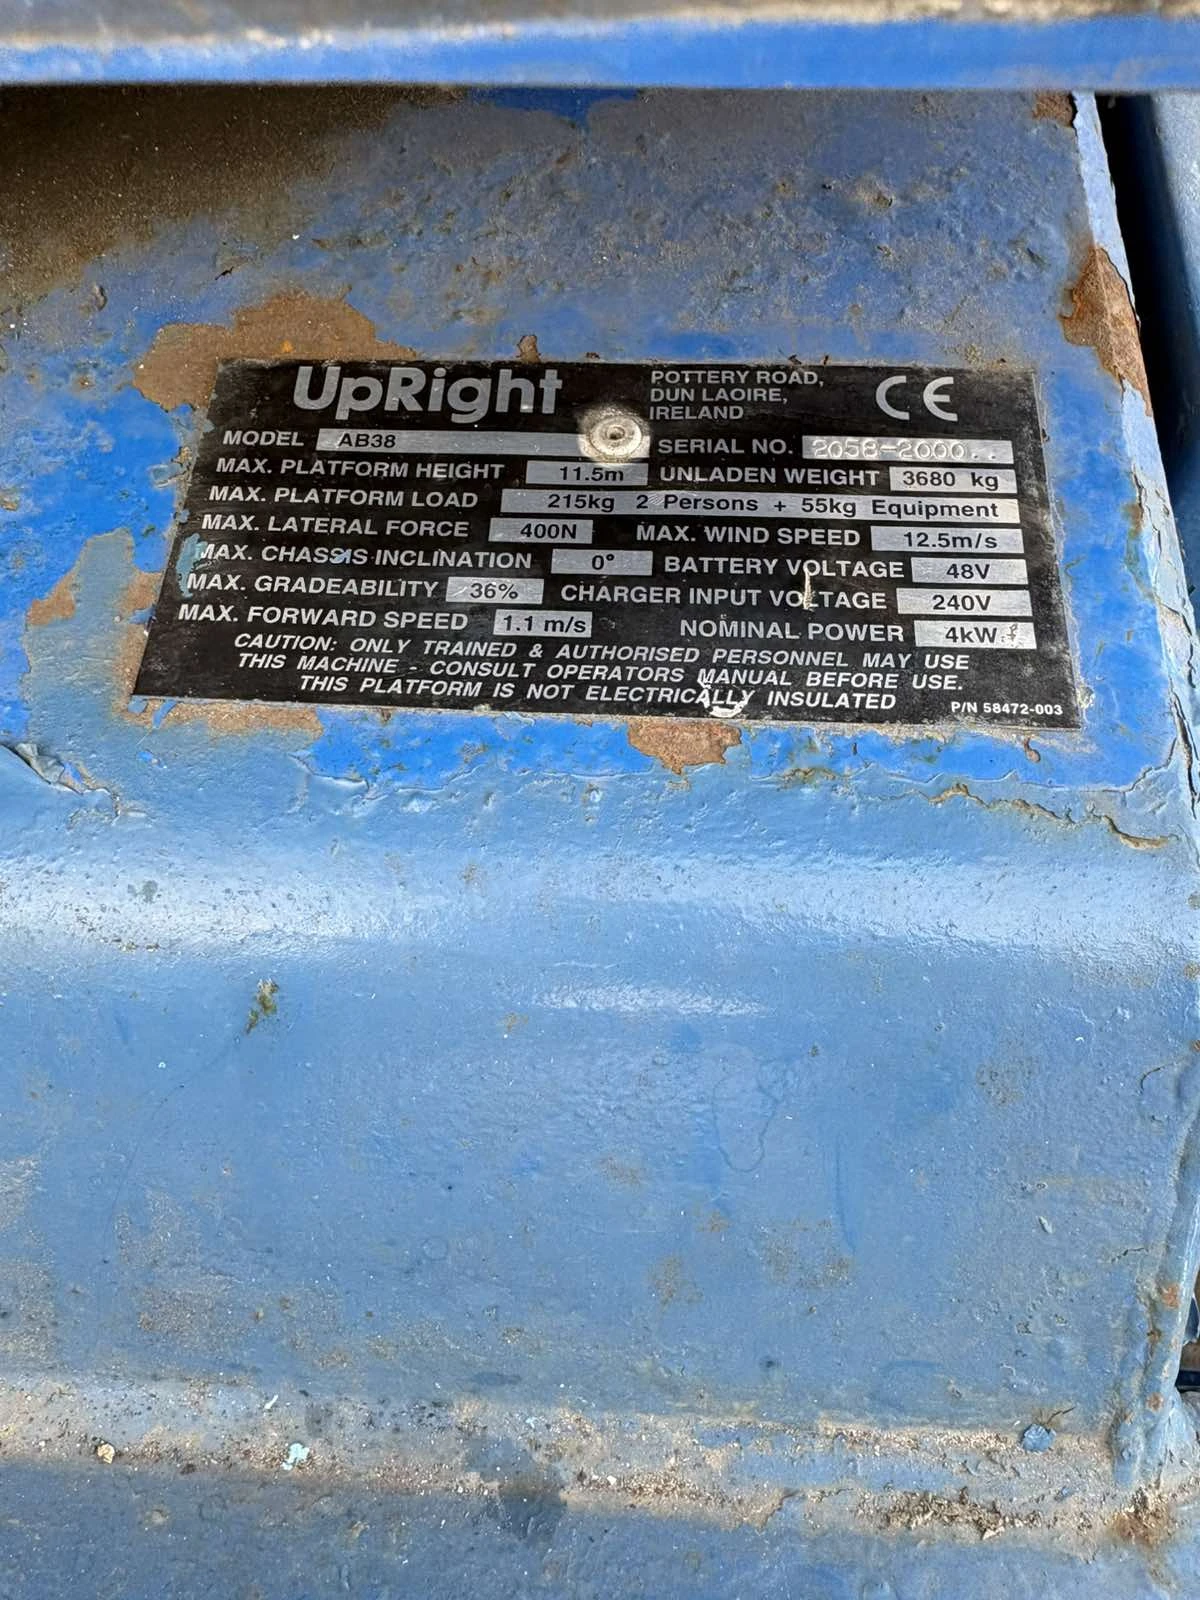 UpRight
POTTERY ROAD,
DUN LAOIRE,
IRELAND
CE
MODEL AB38 SERIAL NO. 2058-2000..
MAX. PLATFORM HEIGHT 11.5m UNLADEN WEIGHT 3680 kg
MAX. PLATFORM LOAD 215kg 2 Persons + 55kg Equipment
MAX. LATERAL FORCE 400N MAX. WIND SPEED 12.5m/s
MAX. CHASSIS INCLINATION 0° BATTERY VOLTAGE 48V
MAX. GRADEABILITY 36% CHARGER INPUT VOLTAGE 240V
MAX. FORWARD SPEED 1.1 m/s NOMINAL POWER 4kW
CAUTION: ONLY TRAINED & AUTHORISED PERSONNEL MAY USE
THIS MACHINE - CONSULT OPERATORS MANUAL BEFORE USE.
THIS PLATFORM IS NOT ELECTRICALLY INSULATED
P/N 58472-003